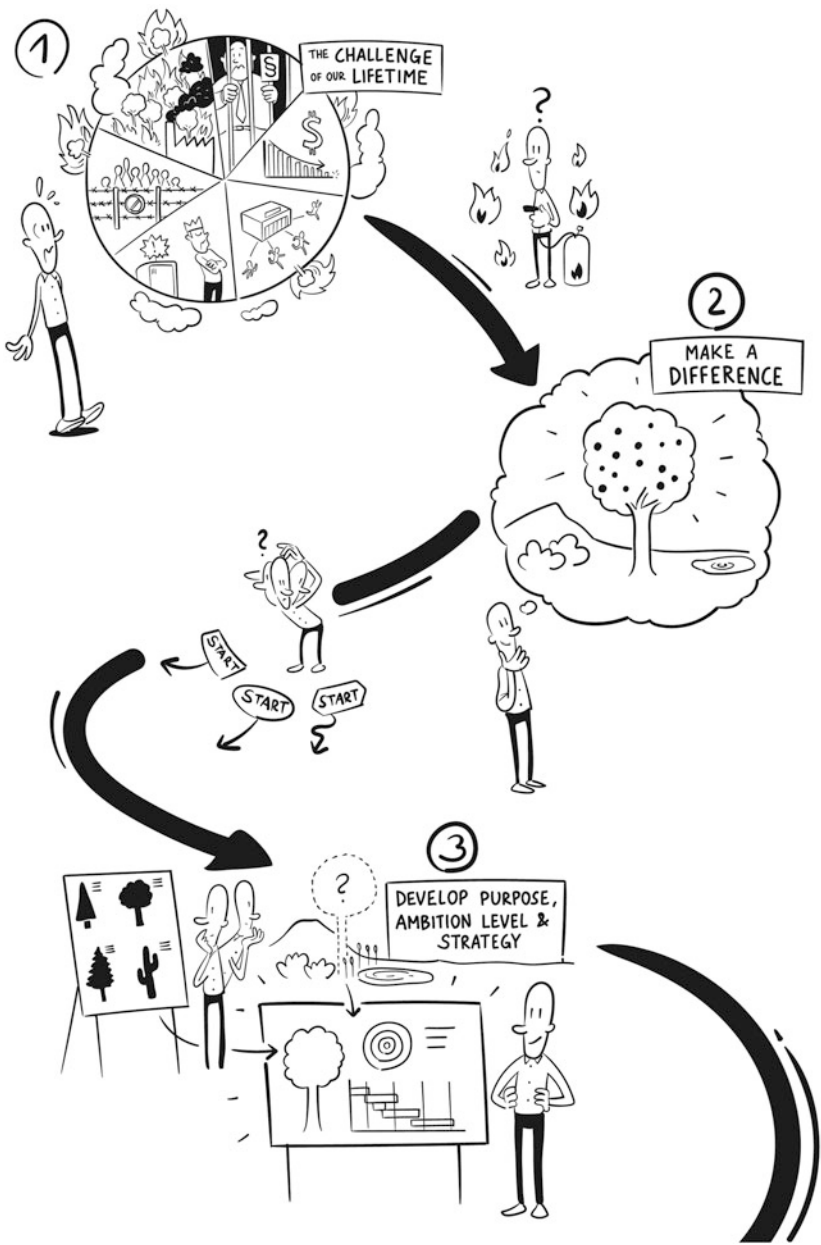 1
THE CHALLENGE
OF OUR LIFETIME
§
$
?
2
MAKE A
DIFFERENCE
?
START
START
START
3
?
DEVELOP PURPOSE,
AMBITION LEVEL &
STRATEGY